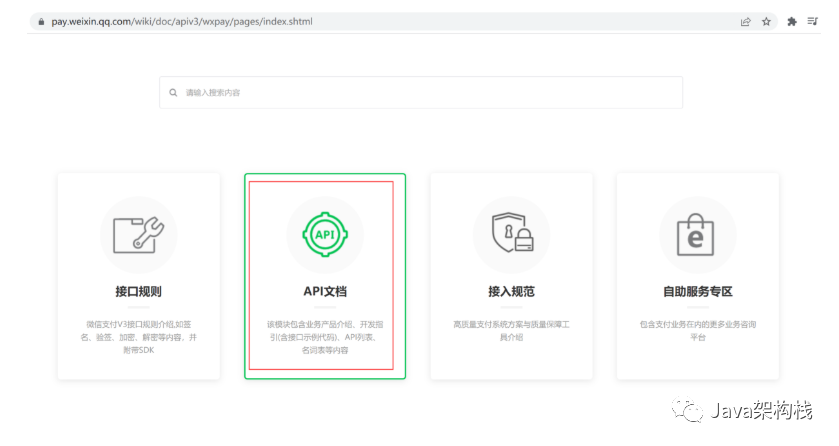 pay.weixin.qq.com/wiki/doc/apiv3/wxpay/pages/index.shtml
请输入搜索内容
接口规则
微信支付V3接口规则介绍,如签
名、验签、加密、解密等内容，并
附带SDK
API
API文档
该模块包含业务产品介绍、开发指
引(含接口示例代码)、API列表、
名词表等内容
接入规范
高质量支付系统方案与质量保障工
具介绍
e
自助服务专区
包含支付业务在内的更多业务咨询
平台
Java架构栈